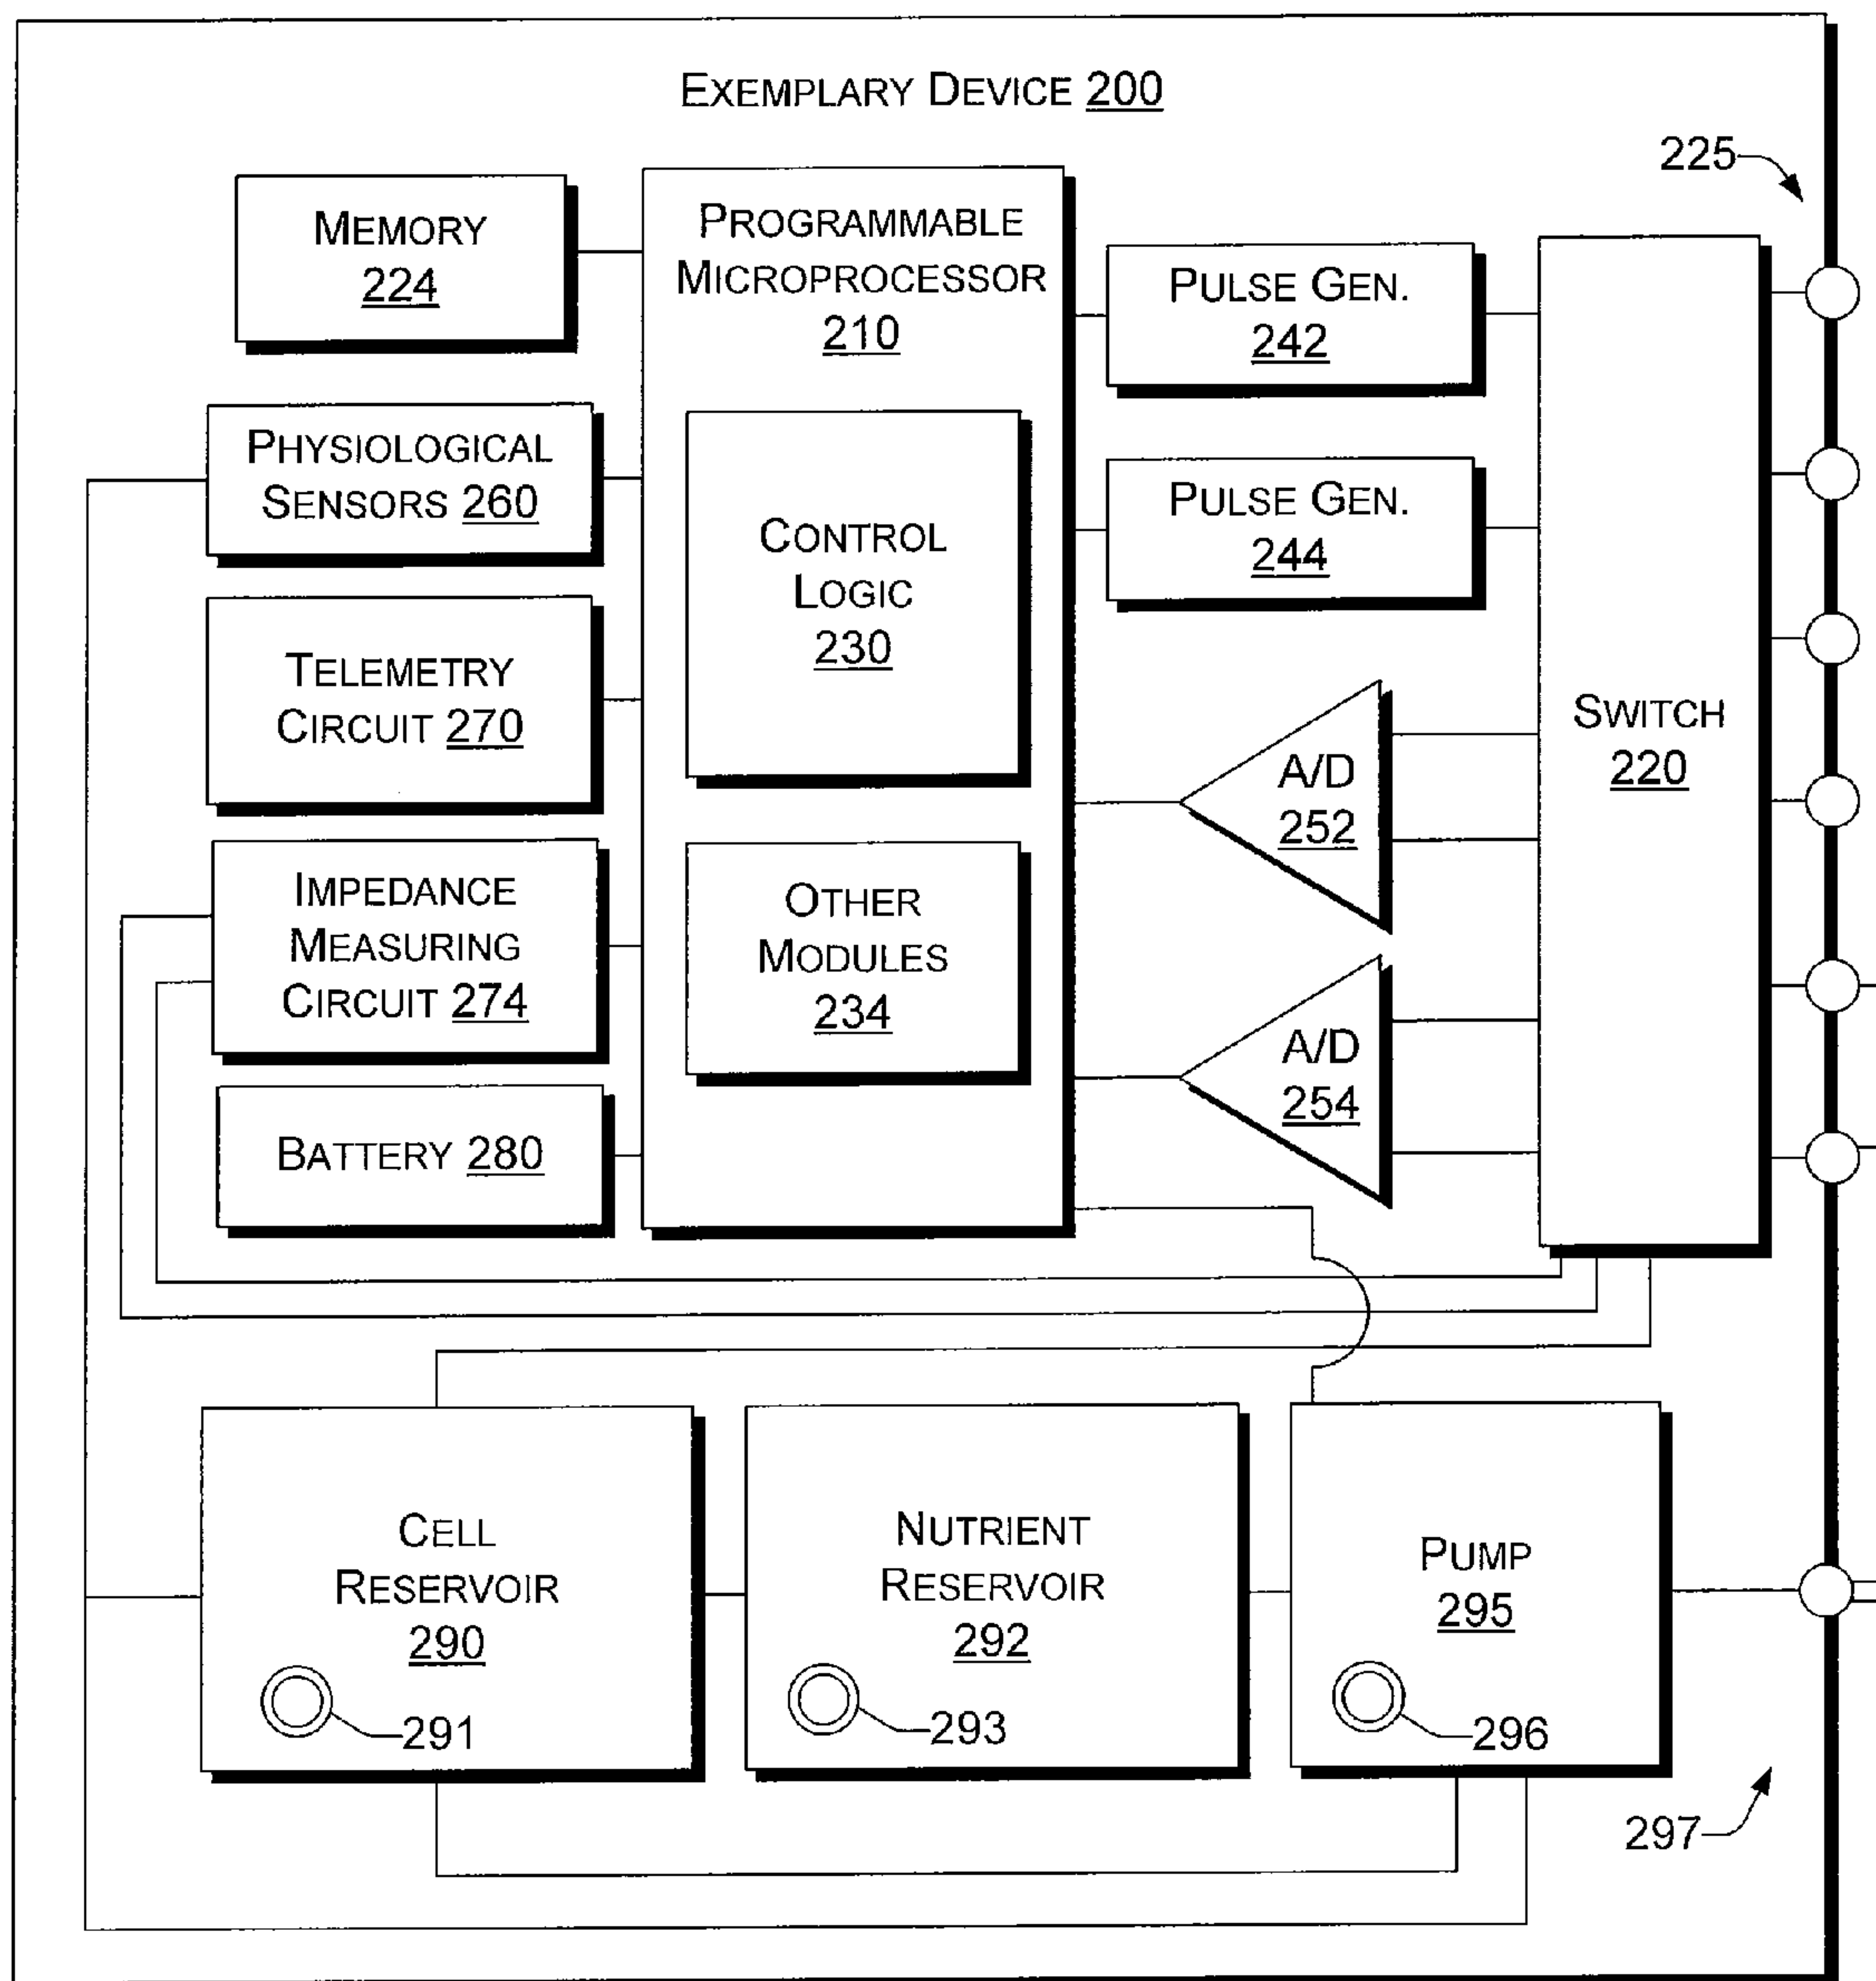 EXEMPLARY DEVICE 200
225
MEMORY
224
PROGRAMMABLE
MICROPROCESSOR
210
PULSE GEN.
242
PHYSIOLOGICAL
SENSORS 260
CONTROL
LOGIC
230
PULSE GEN.
244
TELEMETRY
CIRCUIT 270
SWITCH
220
A/D
252
IMPEDANCE
MEASURING
CIRCUIT 274
OTHER
MODULES
234
A/D
254
BATTERY 280
CELL
RESERVOIR
290
291
NUTRIENT
RESERVOIR
292
293
PUMP
295
296
297